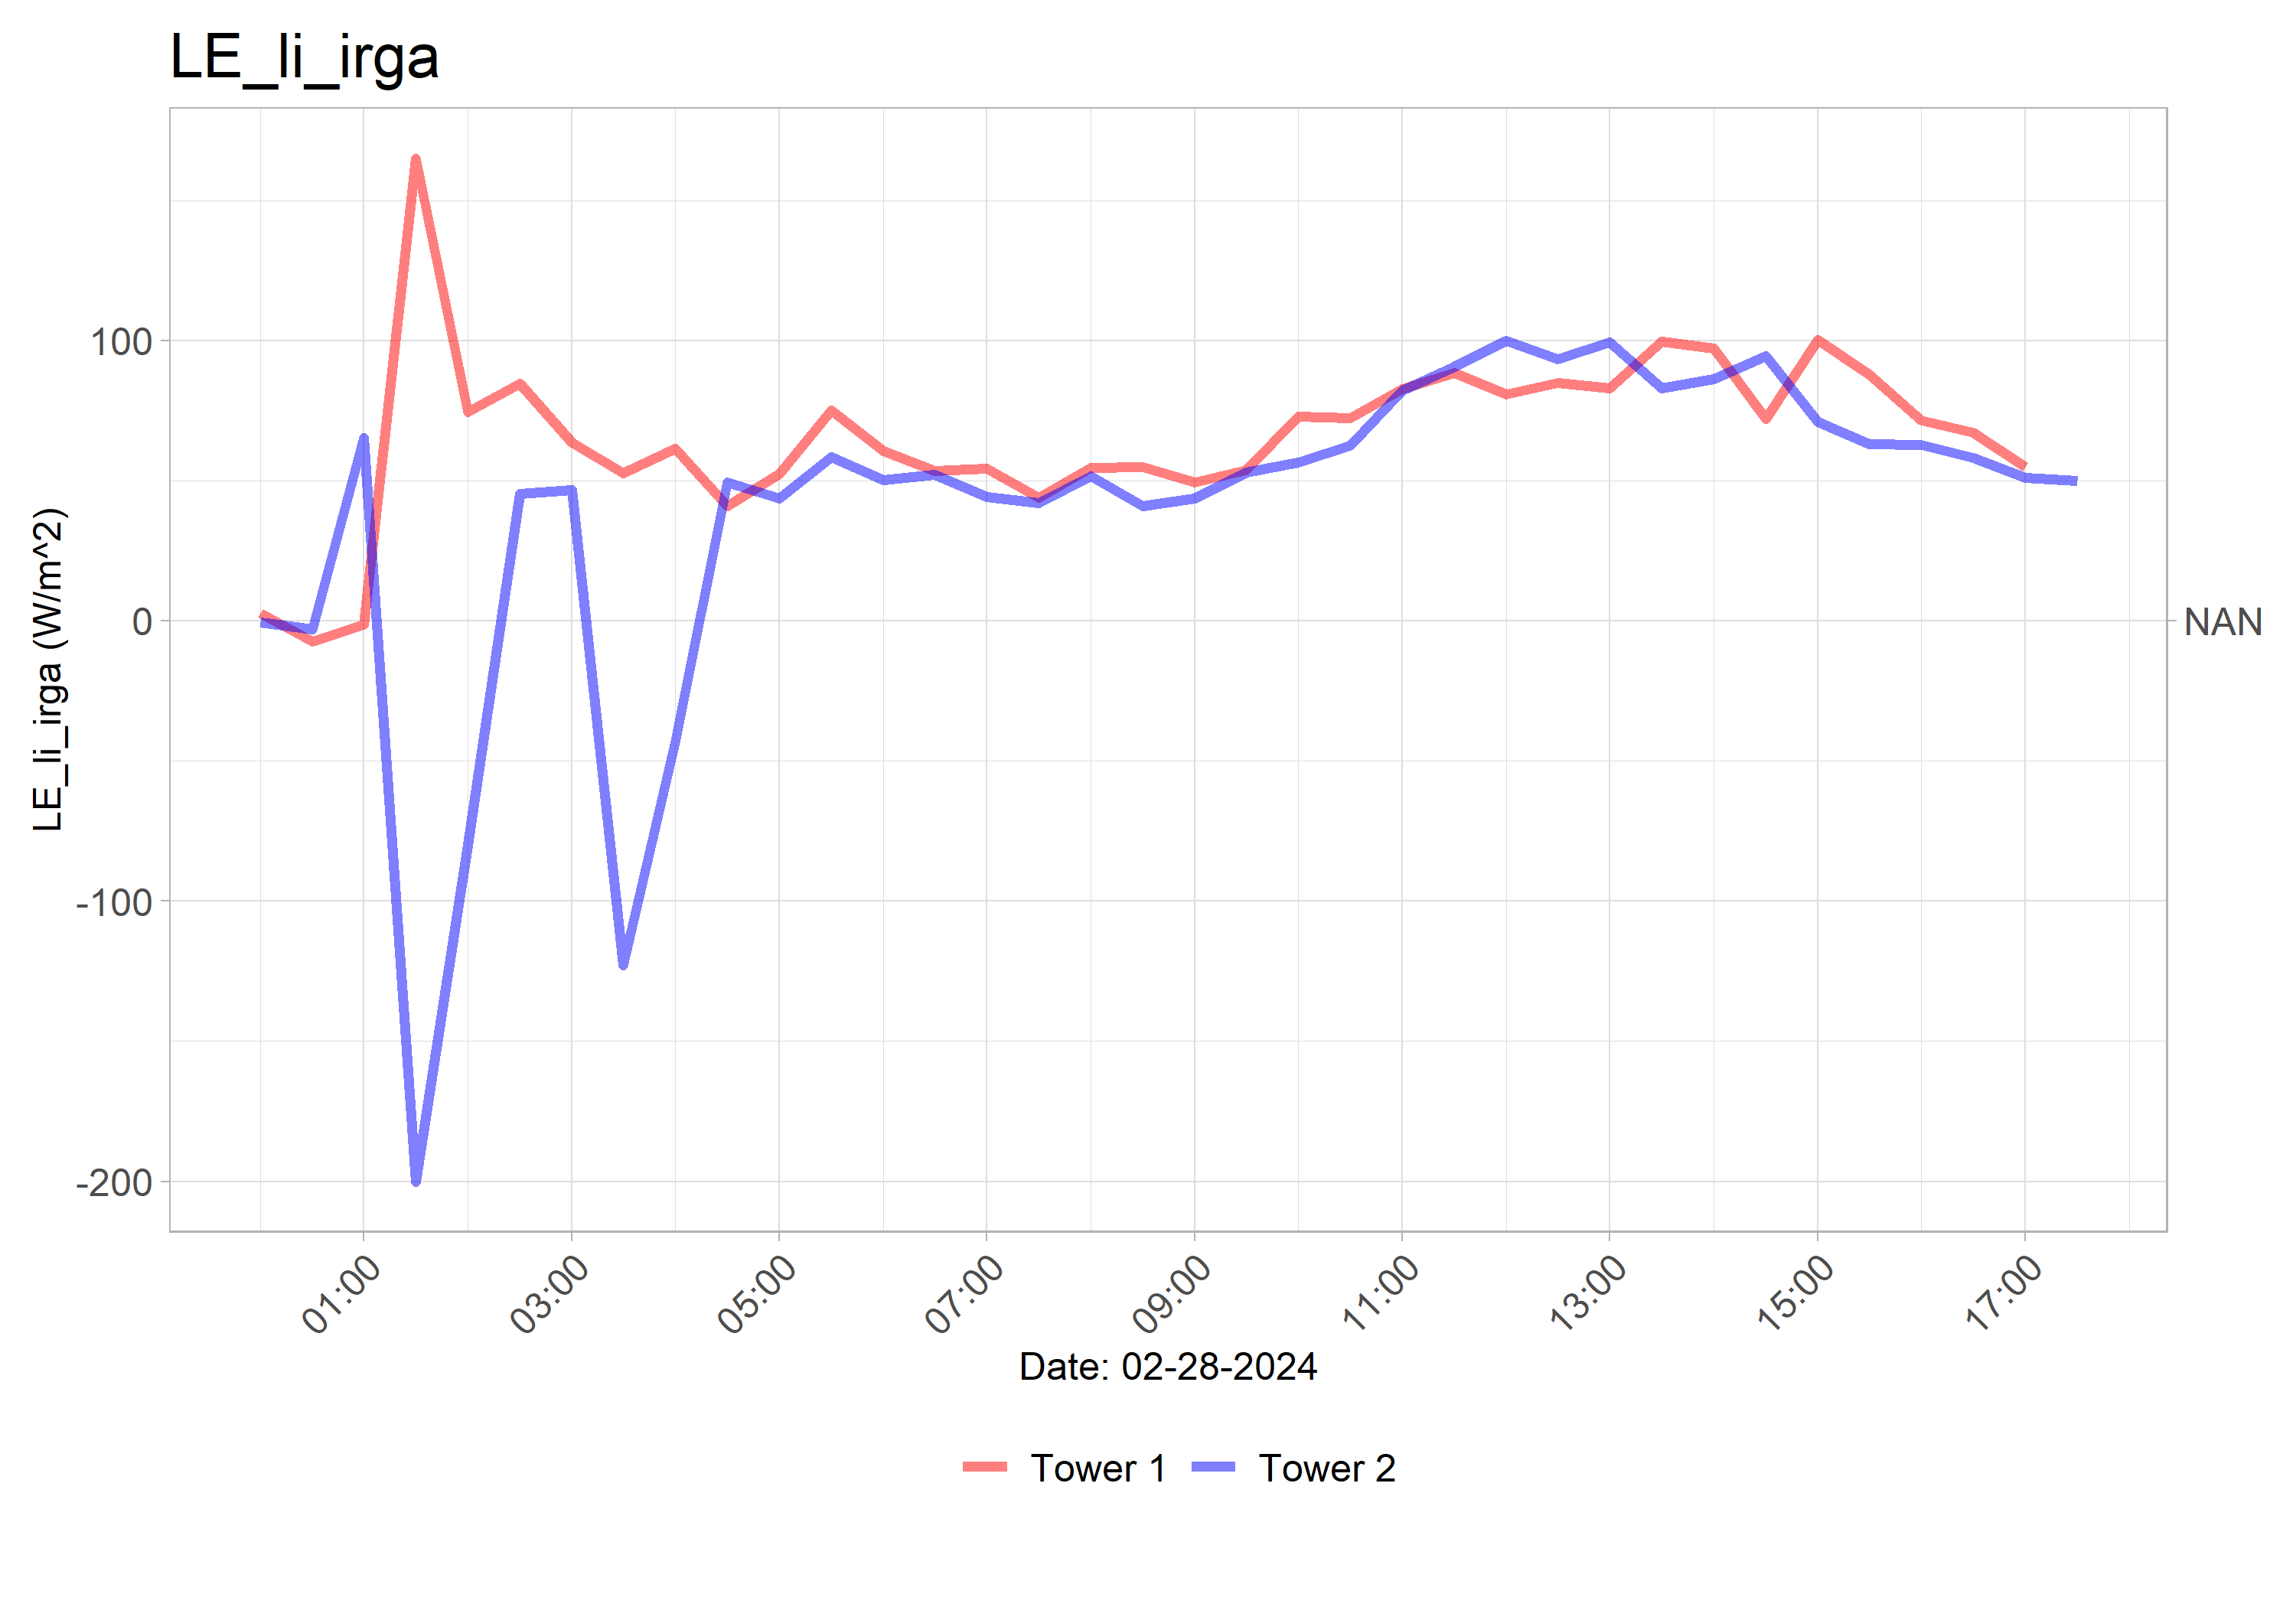 LE_li_irga
LE_li_irga (W/m^2)
100
0
-100
-200
NAN
01:00 03:00 05:00 07:00 09:00 11:00 13:00 15:00 17:00
Date: 02-28-2024
Tower 1 Tower 2